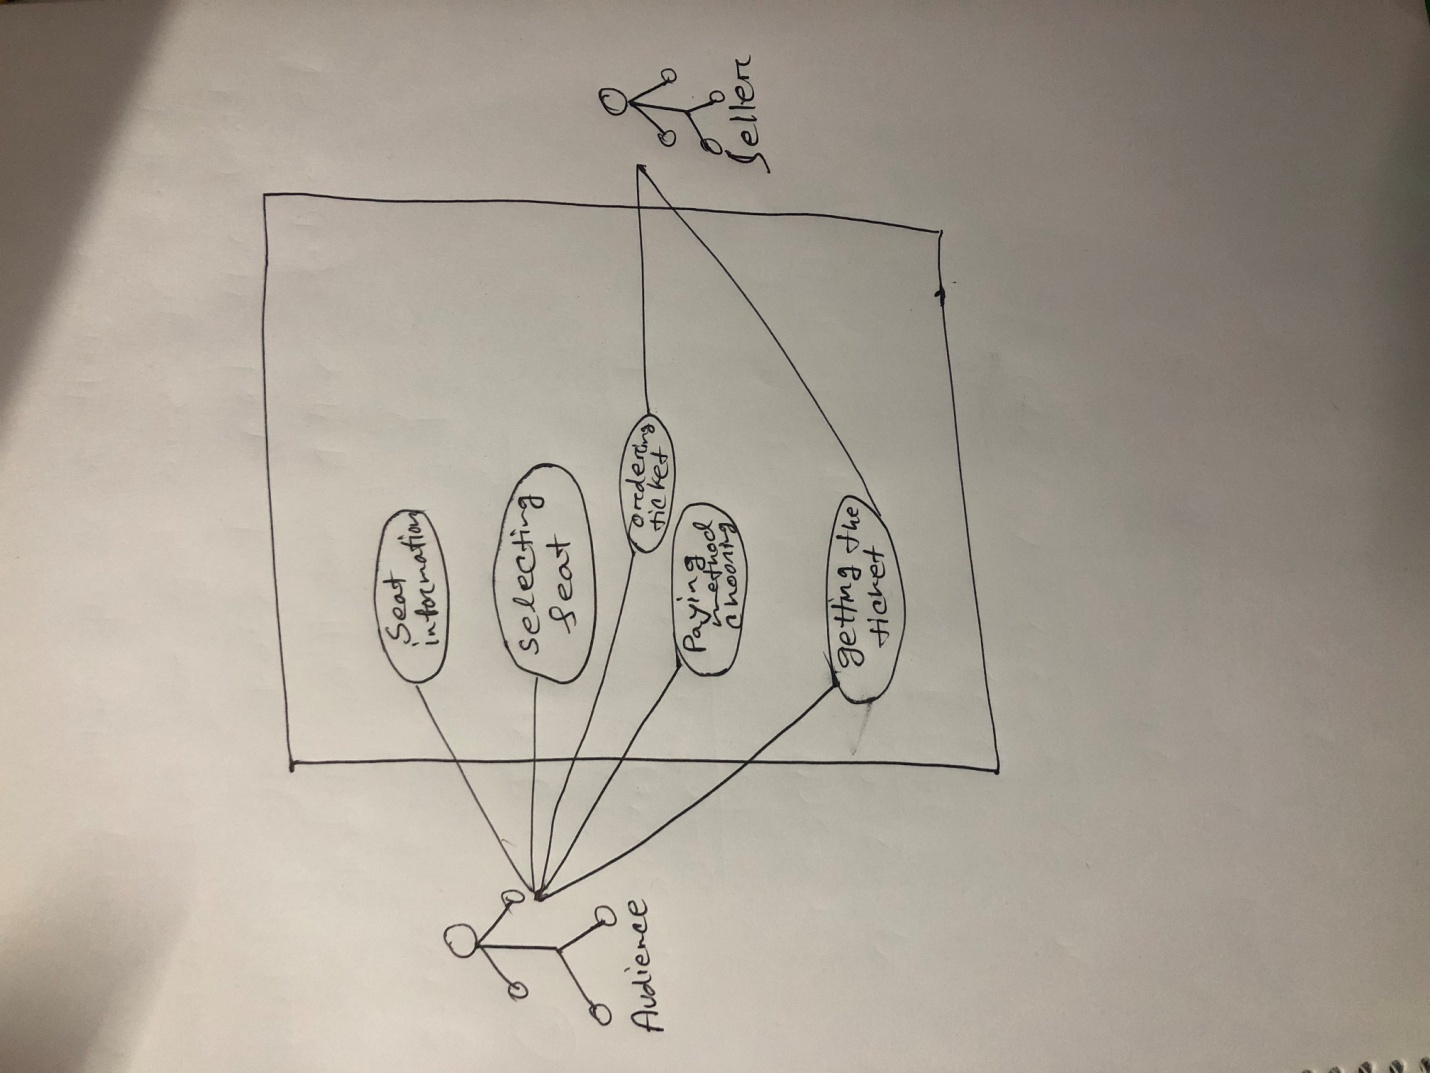 Seat
information
Selecting
Seat
ordering
ticket
Paying
method
choosing
getting the
ticket
Audience
Seller